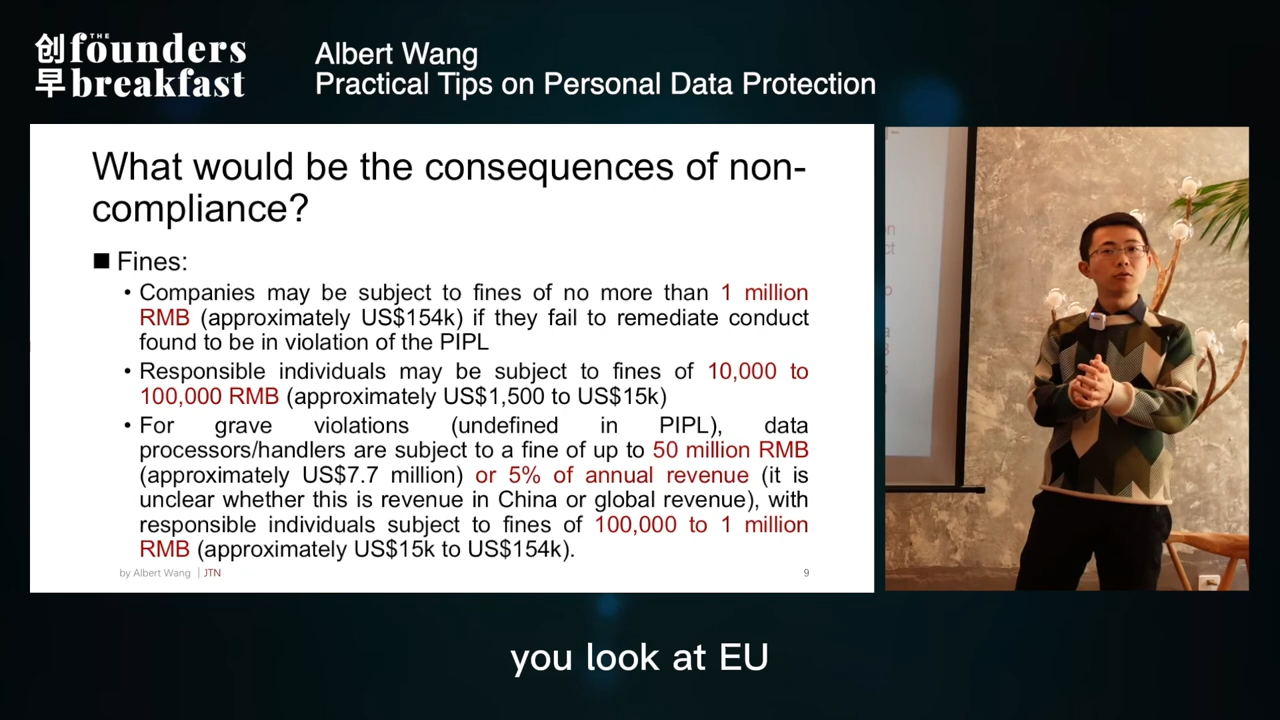 创 THE founders
早 breakfast
Albert Wang
Practical Tips on Personal Data Protection
What would be the consequences of non-
compliance?
■ Fines:
• Companies may be subject to fines of no more than 1 million
RMB (approximately US$154k) if they fail to remediate conduct
found to be in violation of the PIPL
• Responsible individuals may be subject to fines of 10,000 to
100,000 RMB (approximately US$1,500 to US$15k)
• For grave violations (undefined in PIPL), data
processors/handlers are subject to a fine of up to 50 million RMB
(approximately US$7.7 million) or 5% of annual revenue (it is
unclear whether this is revenue in China or global revenue), with
responsible individuals subject to fines of 100,000 to 1 million
RMB (approximately US$15k to US$154k).
by Albert Wang | JTN
9
you look at EU